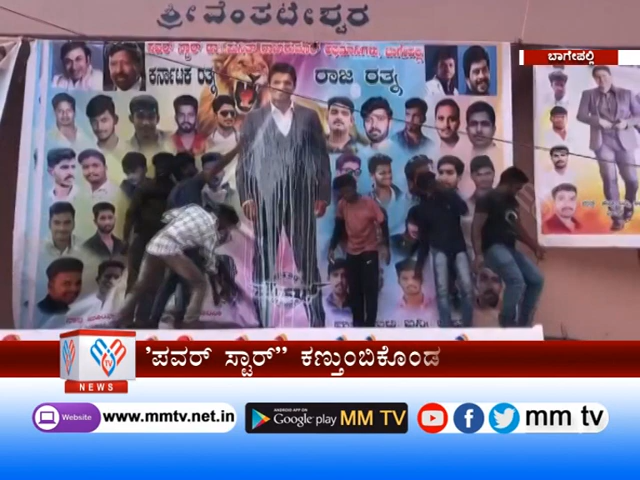 ಶ್ರೀವೆಂಕಟೇಶ್ವರ
ಬಾಗೇಪಲ್ಲಿ
ಕರ್ನಾಟಕ ರತ್ನ
ರಾಜ ರತ್ನ
TV
NEWS
'ಪವರ್ ಸ್ಟಾರ್'' ಕಣ್ತುಂಬಿಕೊಂಡ
Website
www.mmtv.net.in
ANDROID APP ON
Google play
MM TV
mm tv